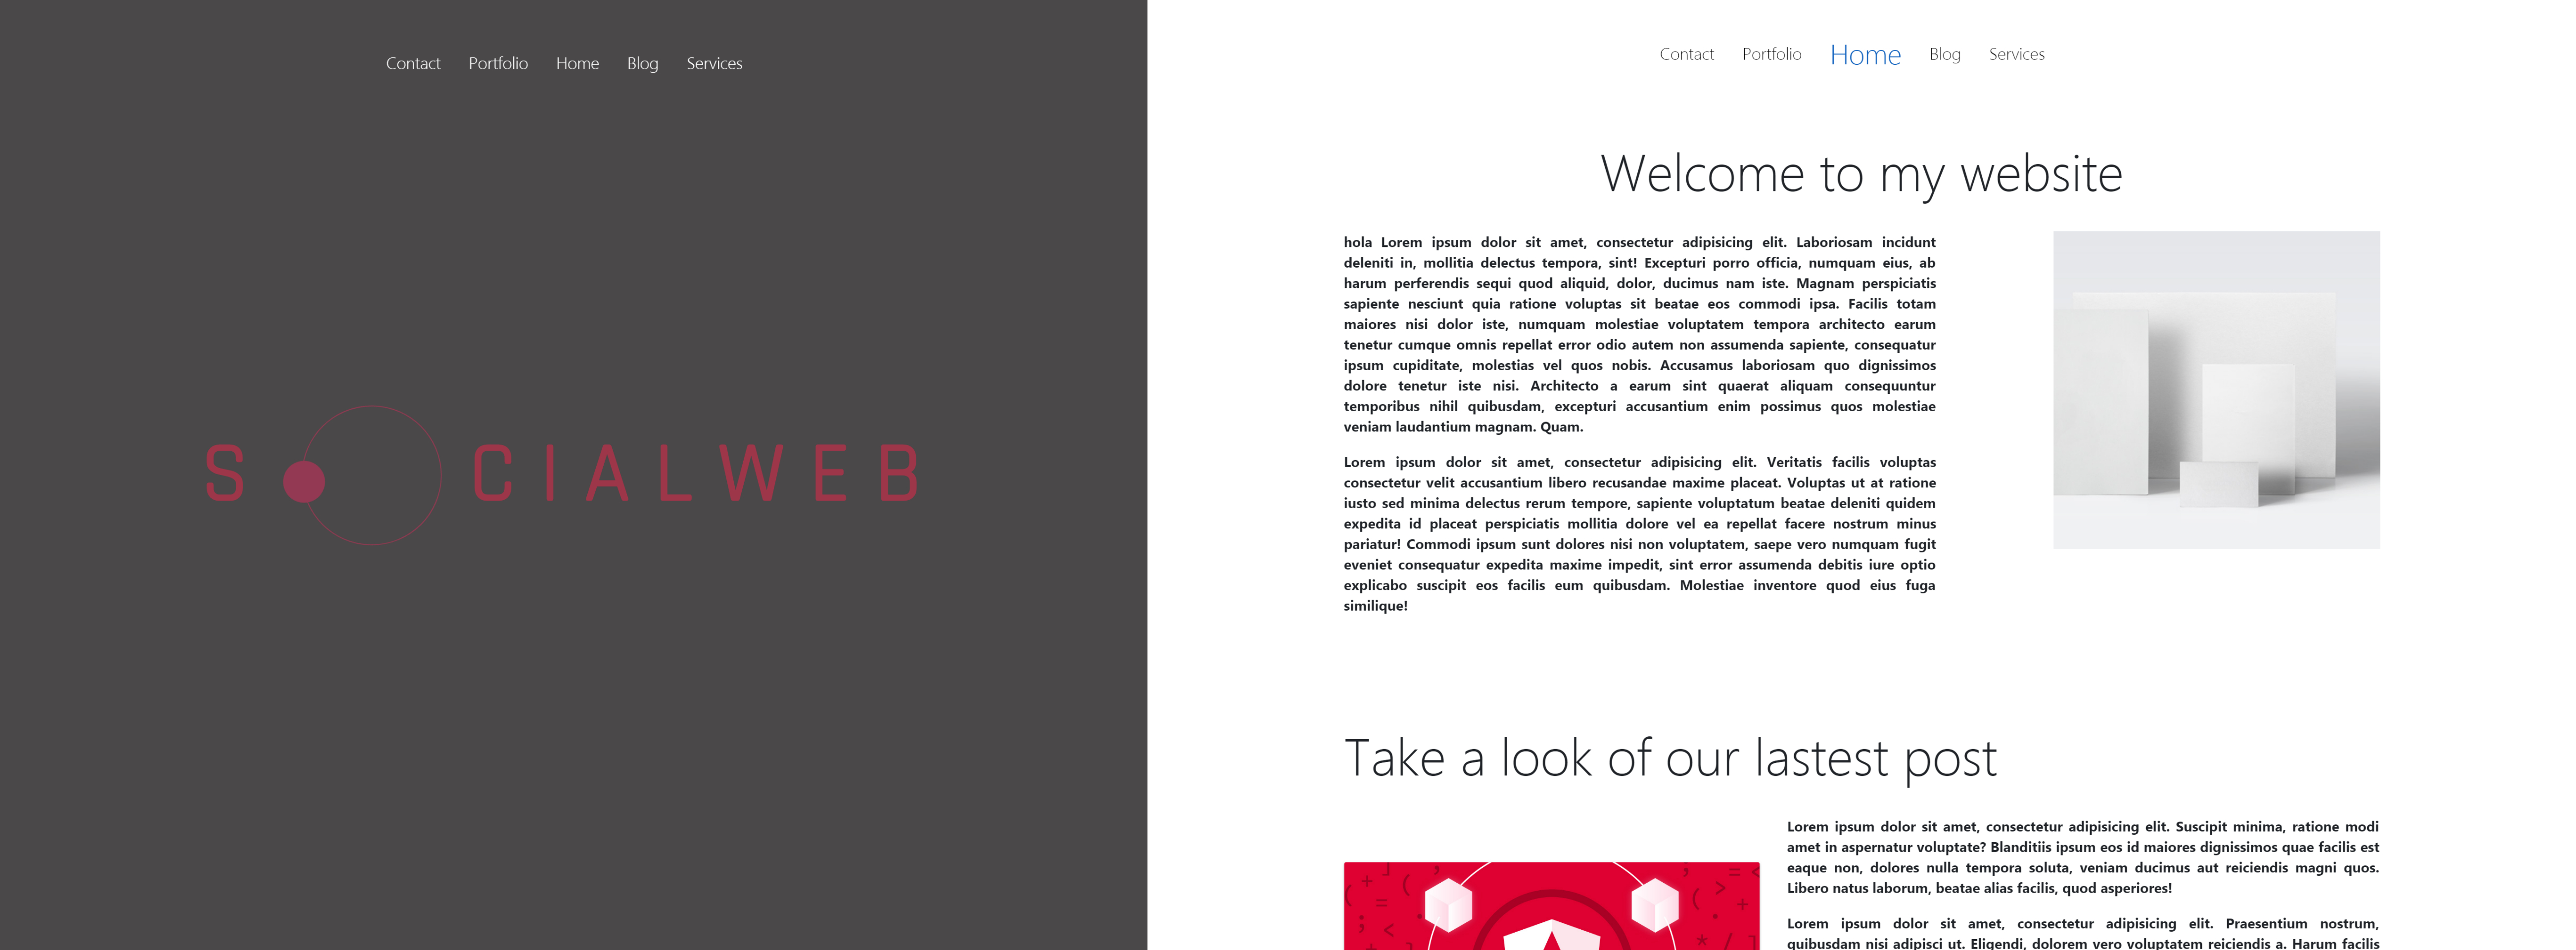 Contact Portfolio Home Blog Services
S CIALWEB
Contact Portfolio Home Blog Services
Welcome to my website
hola Lorem ipsum dolor sit amet, consectetur adipisicing elit. Laboriosam incidunt
deleniti in, mollitia delectus tempora, sint! Excepturi porro officia, numquam eius, ab
harum perferendis sequi quod aliquid, dolor, ducimus nam iste. Magnam perspiciatis
sapiente nesciunt quia ratione voluptas sit beatae eos commodi ipsa. Facilis totam
maiores nisi dolor iste, numquam molestiae voluptatem tempora architecto earum
tenetur cumque omnis repellat error odio autem non assumenda sapiente, consequatur
ipsum cupiditate, molestias vel quos nobis. Accusamus laboriosam quo dignissimos
dolore tenetur iste nisi. Architecto a earum sint quaerat aliquam consequuntur
temporibus nihil quibusdam, excepturi accusantium enim possimus quos molestiae
veniam laudantium magnam. Quam.
Lorem ipsum dolor sit amet, consectetur adipisicing elit. Veritatis facilis voluptas
consectetur velit accusantium libero recusandae maxime placeat. Voluptas ut at ratione
iusto sed minima delectus rerum tempore, sapiente voluptatum beatae deleniti quidem
expedita id placeat perspiciatis mollitia dolore vel ea repellat facere nostrum minus
pariatur! Commodi ipsum sunt dolores nisi non voluptatem, saepe vero numquam fugit
eveniet consequatur expedita maxime impedit, sint error assumenda debitis iure optio
explicabo suscipit eos facilis eum quibusdam. Molestiae inventore quod eius fuga
similique!
Take a look of our lastest post
Lorem ipsum dolor sit amet, consectetur adipisicing elit. Suscipit minima, ratione modi
amet in aspernatur voluptate? Blanditiis ipsum eos id maiores dignissimos quae facilis est
eaque non, dolores nulla tempora soluta, veniam ducimus aut reiciendis magni quos.
Libero natus laborum, beatae alias facilis, quod asperiores!
Lorem ipsum dolor sit amet, consectetur adipisicing elit. Praesentium nostrum,
quibusdam nisi adipisci ut. Eligendi, dolorem vero voluptatem reiciendis a. Harum facilis